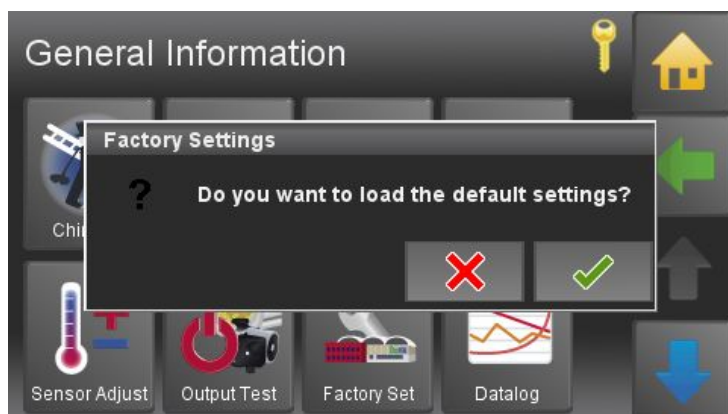 General Information
Factory Settings
? Do you want to load the default settings?
Chi
Sensor Adjust
Output Test
Factory Set
Datalog